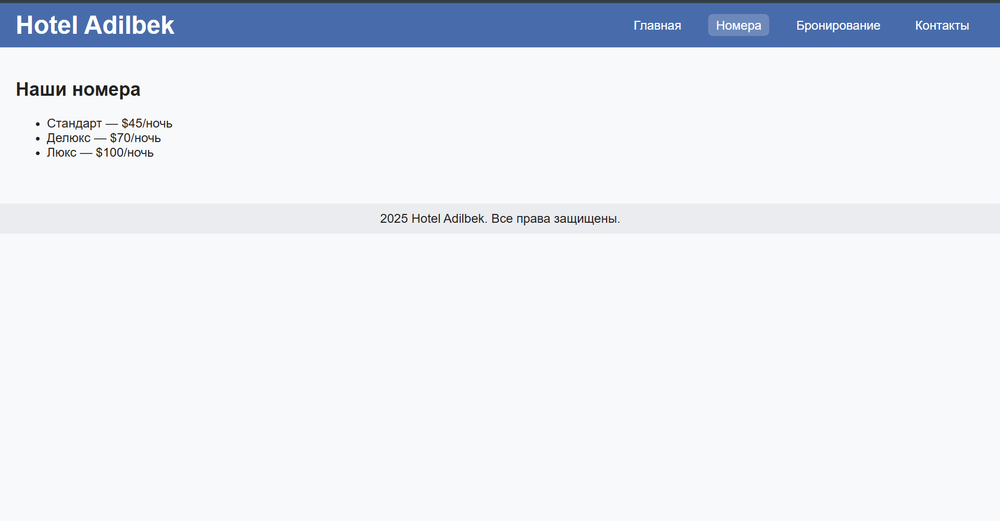 Hotel Adilbek
Главная Номера Бронирование Контакты
Наши номера
• Стандарт — $45/ночь
• Делюкс — $70/ночь
• Люкс — $100/ночь
2025 Hotel Adilbek. Все права защищены.